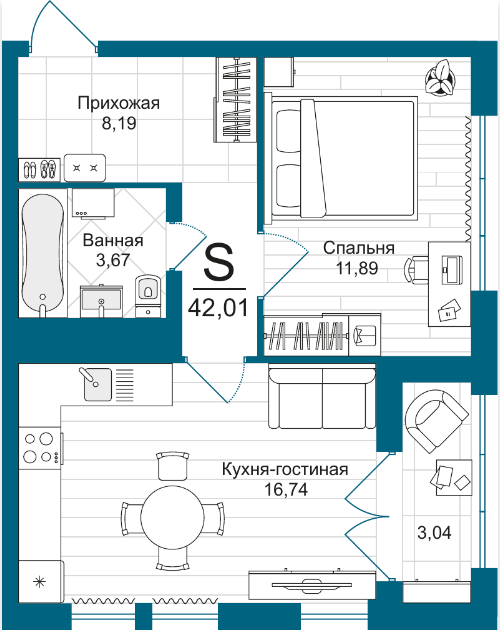 Прихожая
8,19
Ванная
3,67
S
42,01
Спальня
11,89
Кухня-гостиная
16,74
3,04